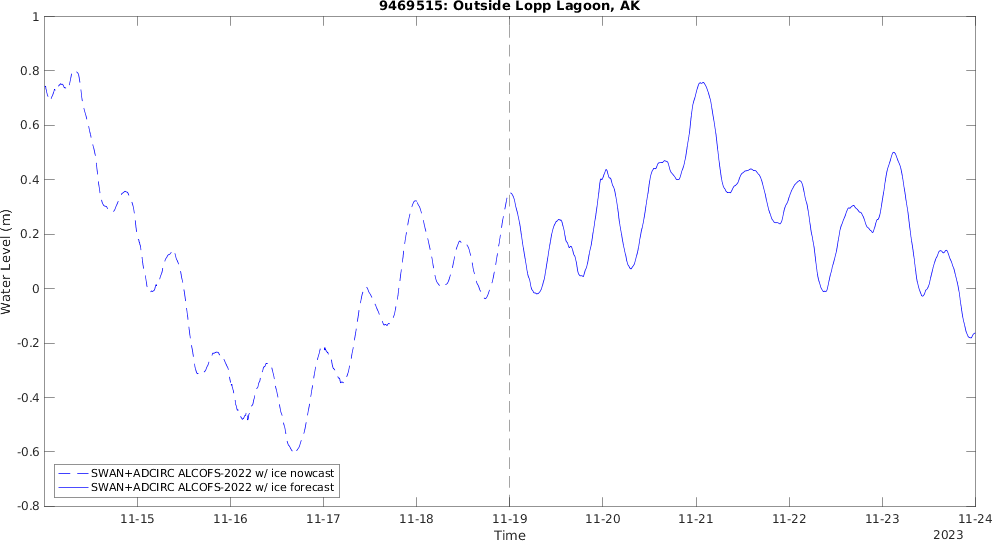 9469515: Outside Lopp Lagoon, AK
Water Level (m)
1
0.8
0.6
0.4
0.2
0
-0.2
-0.4
-0.6
-0.8
SWAN+ADCIRC ALCOFS-2022 w/ ice nowcast
SWAN+ADCIRC ALCOFS-2022 w/ ice forecast
11-15 11-16 11-17 11-18 11-19 11-20 11-21 11-22 11-23 11-24
Time
2023